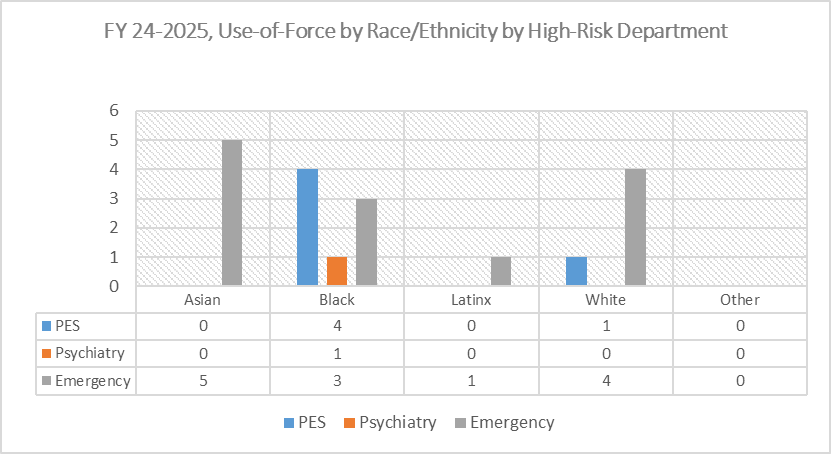 FY 24-2025, Use-of-Force by Race/Ethnicity by High-Risk Department
6
5
4
3
2
1
0
Asian Black Latinx White Other
PES 0 4 0 1 0
Psychiatry 0 1 0 0 0
Emergency 5 3 1 4 0
PES Psychiatry Emergency